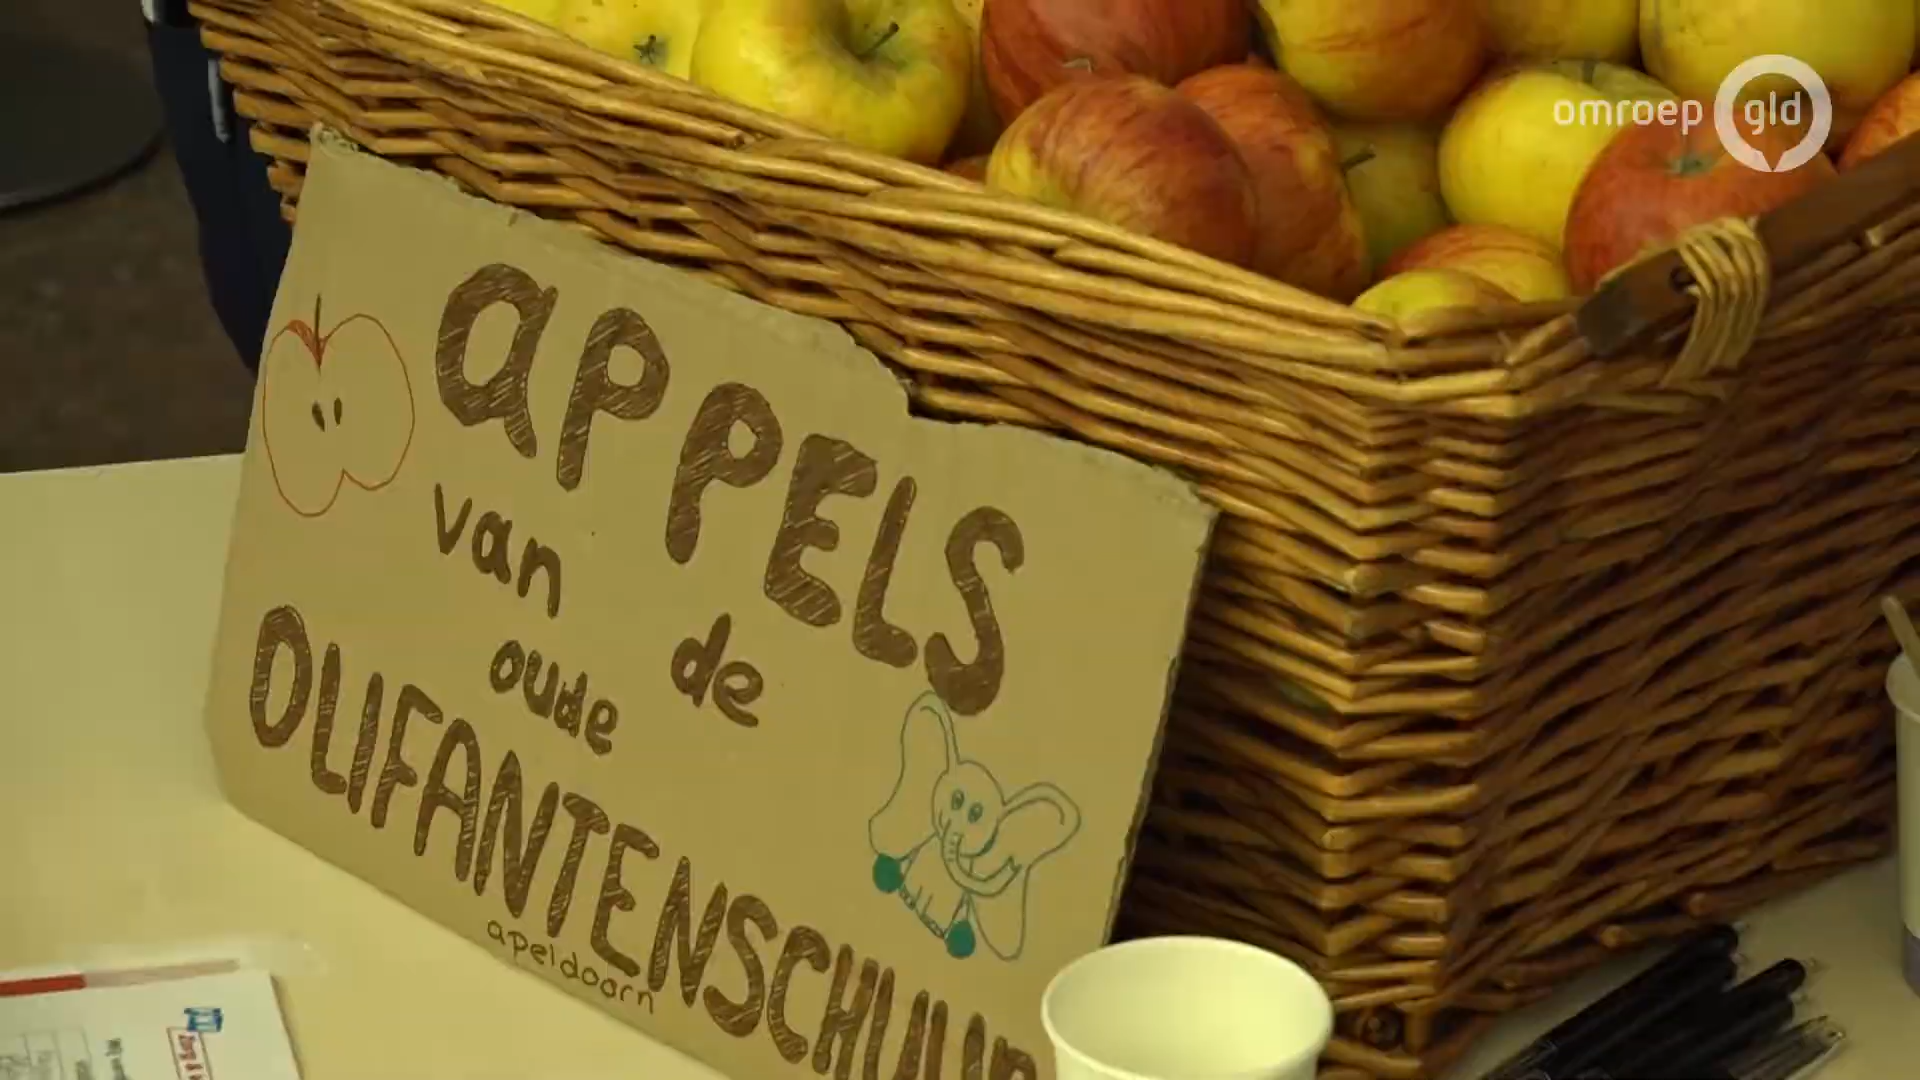 omroep gld
aPPELS
van de
oude
OLIFANTENSCHUUR
apeldoorn